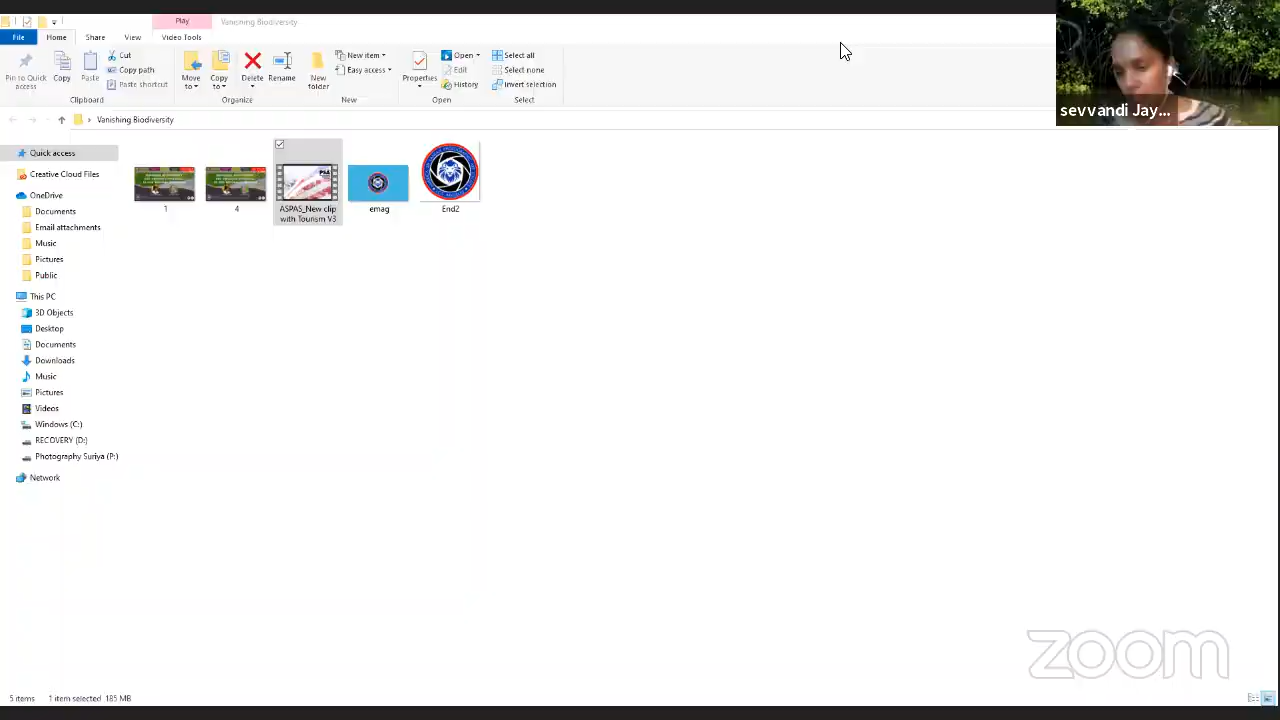 Play
Vanishing Biodiversity
File
Home
Share
View
Video Tools
Pin to Quick access
Copy
Paste
Cut
Copy path
Paste shortcut
Clipboard
Move to
Copy to
Delete
Rename
Organize
New folder
New item
Easy access
New
Properties
Open
Edit
History
Open
Select all
Select none
Invert selection
Select
Vanishing Biodiversity
Quick access
Creative Cloud Files
OneDrive
Documents
Email attachments
Music
Pictures
Public
This PC
3D Objects
Desktop
Documents
Downloads
Music
Pictures
Videos
Windows (C:)
RECOVERY (D:)
Photography Suriya (P:)
Network
1
4
ASPAS_New clip
with Tourism V3
emag
End2
sevvandi Jay...
zoom
5 items
1 item selected 185 MB